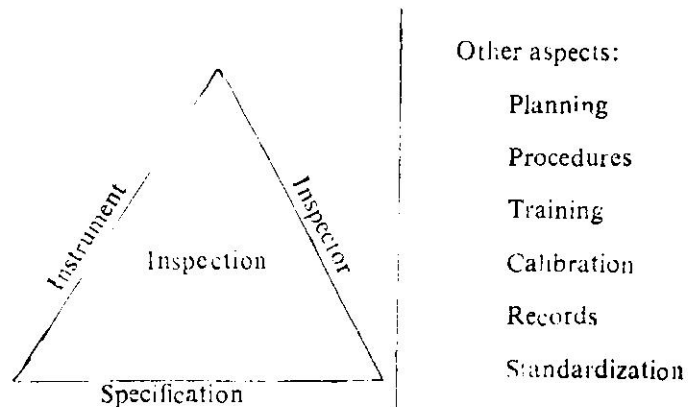 Instrument
Inspector
Inspection
Specification
Other aspects:
Planning
Procedures
Training
Calibration
Records
Standardization